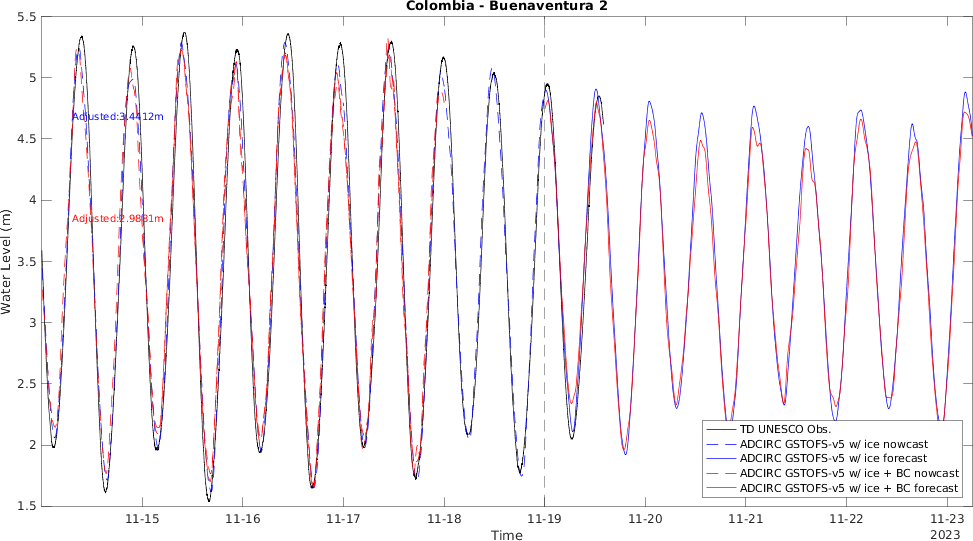 Colombia - Buenaventura 2
5.5
5
4.5
4
3.5
3
2.5
2
1.5
Water Level (m)
Adjusted:3.4412m
Adjusted:2.9881m
TD UNESCO Obs.
ADCIRC GSTOFS-v5 w/ ice nowcast
ADCIRC GSTOFS-v5 w/ ice forecast
ADCIRC GSTOFS-v5 w/ ice + BC nowcast
ADCIRC GSTOFS-v5 w/ ice + BC forecast
11-15 11-16 11-17 11-18 11-19 11-20 11-21 11-22 11-23
2023
Time